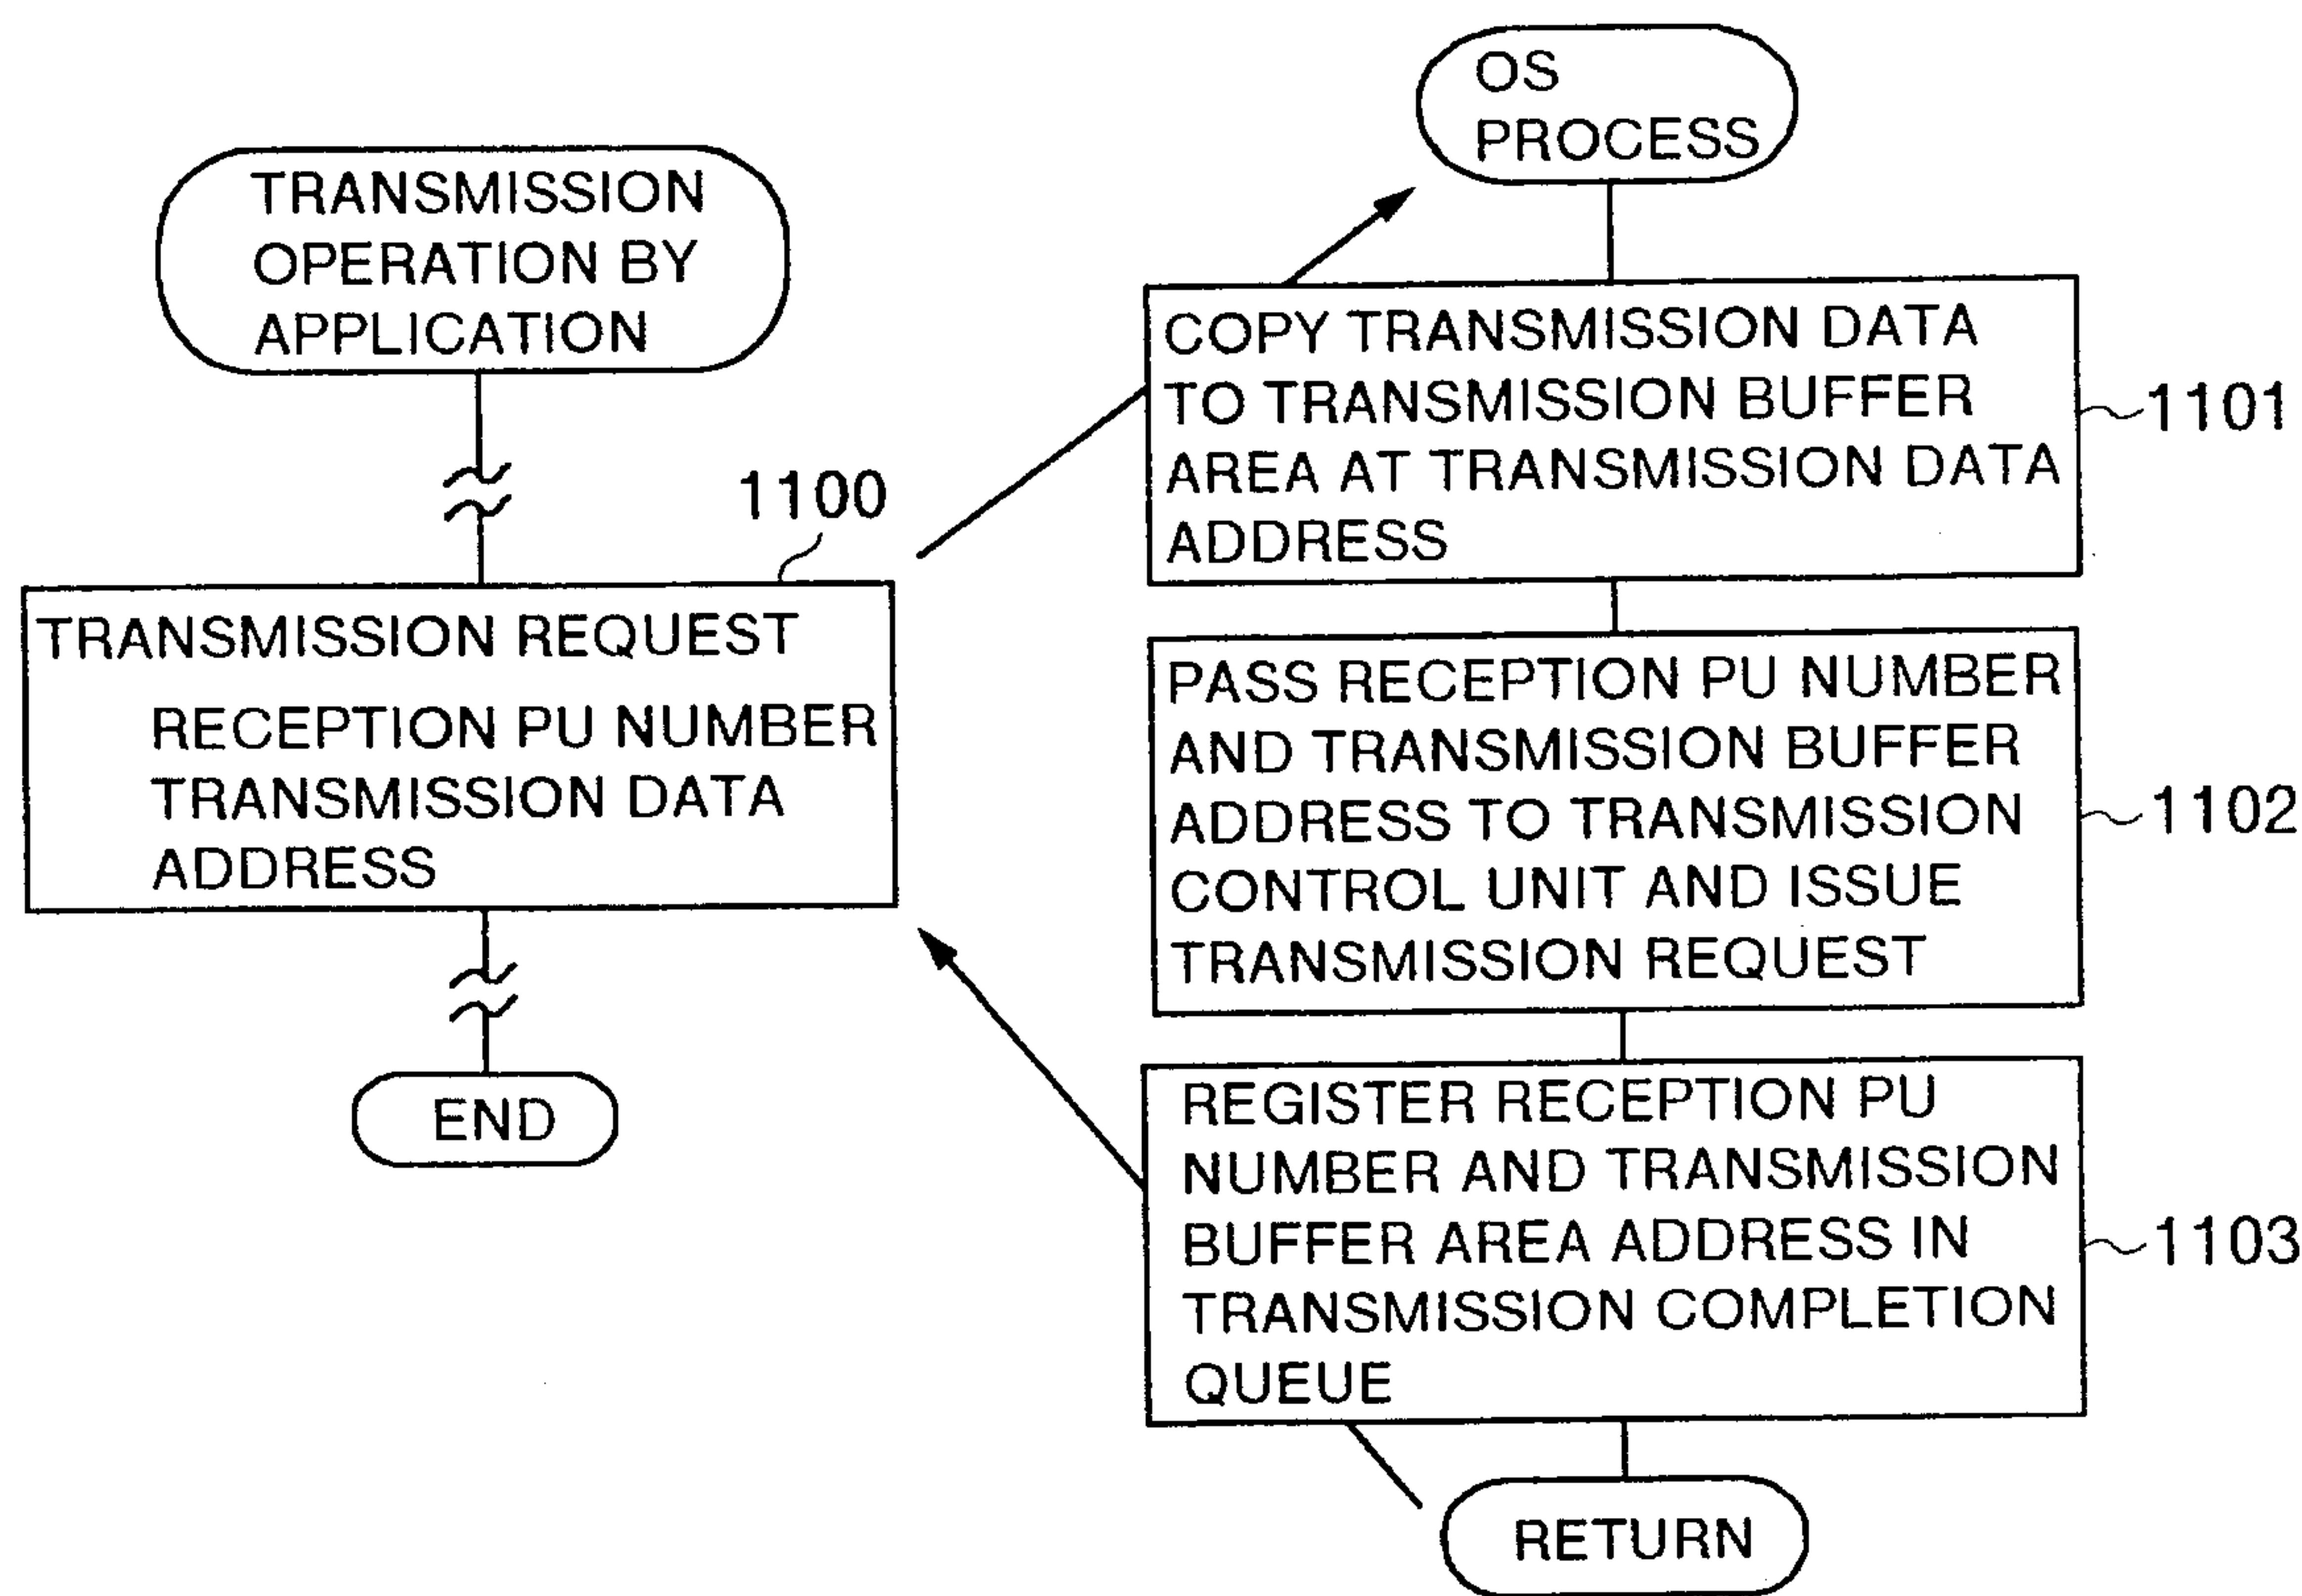 TRANSMISSION
OPERATION BY
APPLICATION
1100
TRANSMISSION REQUEST
RECEPTION PU NUMBER
TRANSMISSION DATA
ADDRESS
END
OS
PROCESS
COPY TRANSMISSION DATA
TO TRANSMISSION BUFFER
AREA AT TRANSMISSION DATA
ADDRESS
1101
PASS RECEPTION PU NUMBER
AND TRANSMISSION BUFFER
ADDRESS TO TRANSMISSION
CONTROL UNIT AND ISSUE
TRANSMISSION REQUEST
1102
REGISTER RECEPTION PU
NUMBER AND TRANSMISSION
BUFFER AREA ADDRESS IN
TRANSMISSION COMPLETION
QUEUE
1103
RETURN